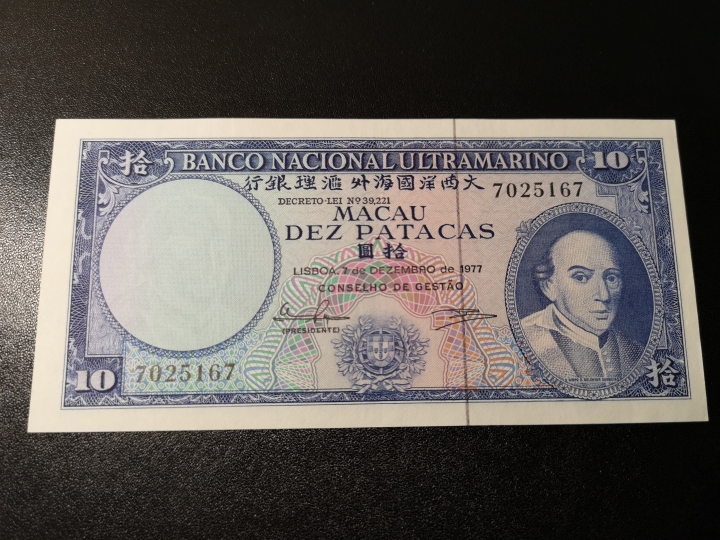 拾 BANCO NACIONAL ULTRAMARINO 10
行銀理滙外海國洋西大
7025167
DECRETO-LEI Nº 39,221
MACAU
DEZ PATACAS
圓拾
LISBOA, 7 de DEZEMBRO de 1977
CONSELHO DE GESTÃO
(PRESIDENTE)
7025167
10
拾